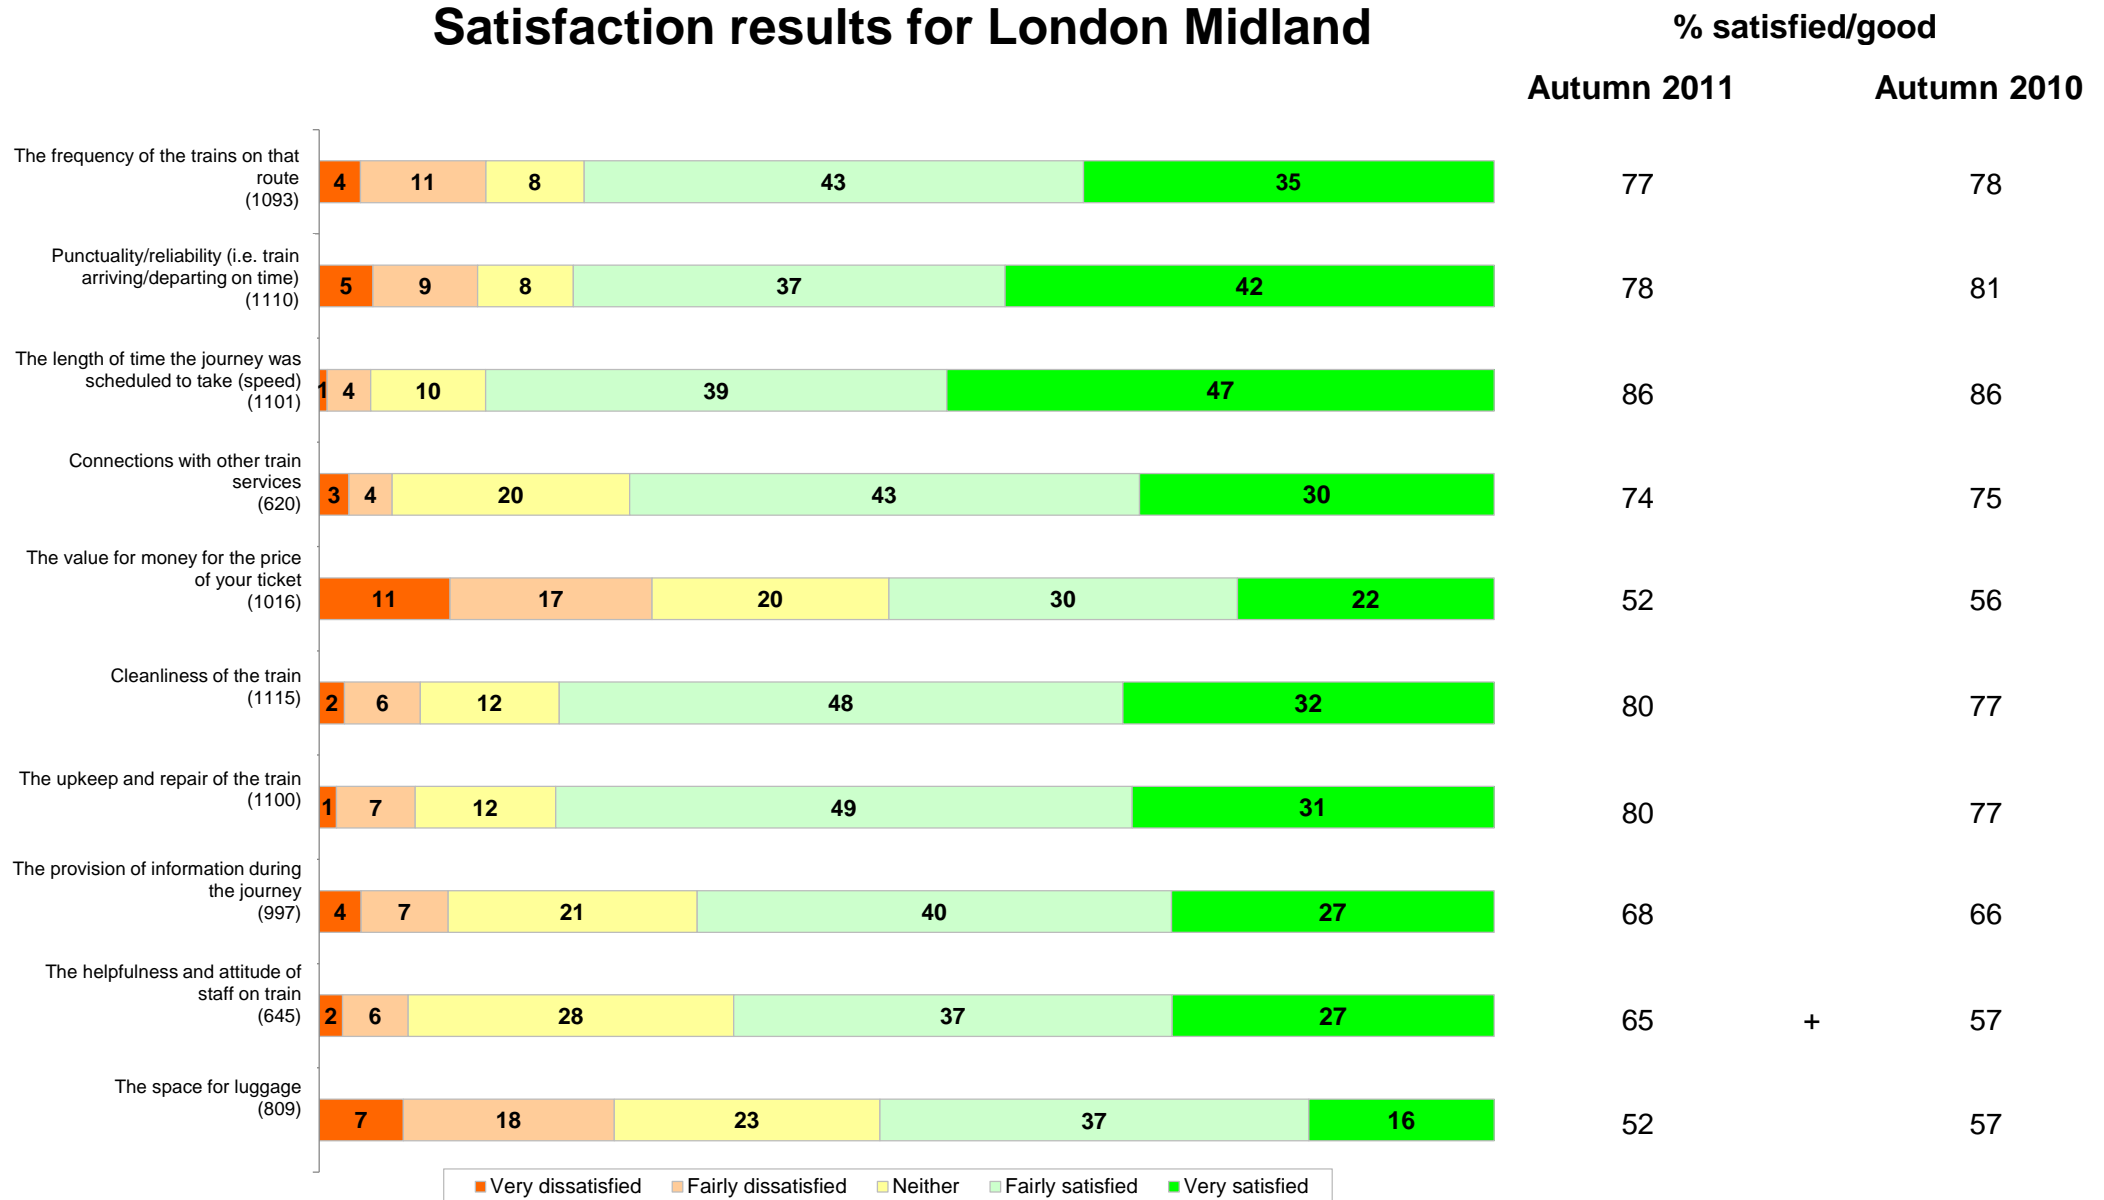 Satisfaction results for London Midland
% satisfied/good
Autumn 2011 Autumn 2010
The frequency of the trains on that
route
(1093)
4 11 8 43 35 77 78
Punctuality/reliability (i.e. train
arriving/departing on time)
(1110)
5 9 8 37 42 78 81
The length of time the journey was
scheduled to take (speed)
(1101)
1 4 10 39 47 86 86
Connections with other train
services
(620)
3 4 20 43 30 74 75
The value for money for the price
of your ticket
(1016)
11 17 20 30 22 52 56
Cleanliness of the train
(1115)
2 6 12 48 32 80 77
The upkeep and repair of the train
(1100)
1 7 12 49 31 80 77
The provision of information during
the journey
(997)
4 7 21 40 27 68 66
The helpfulness and attitude of
staff on train
(645)
2 6 28 37 27 65 + 57
The space for luggage
(809)
7 18 23 37 16 52 57
Very dissatisfied Fairly dissatisfied Neither Fairly satisfied Very satisfied